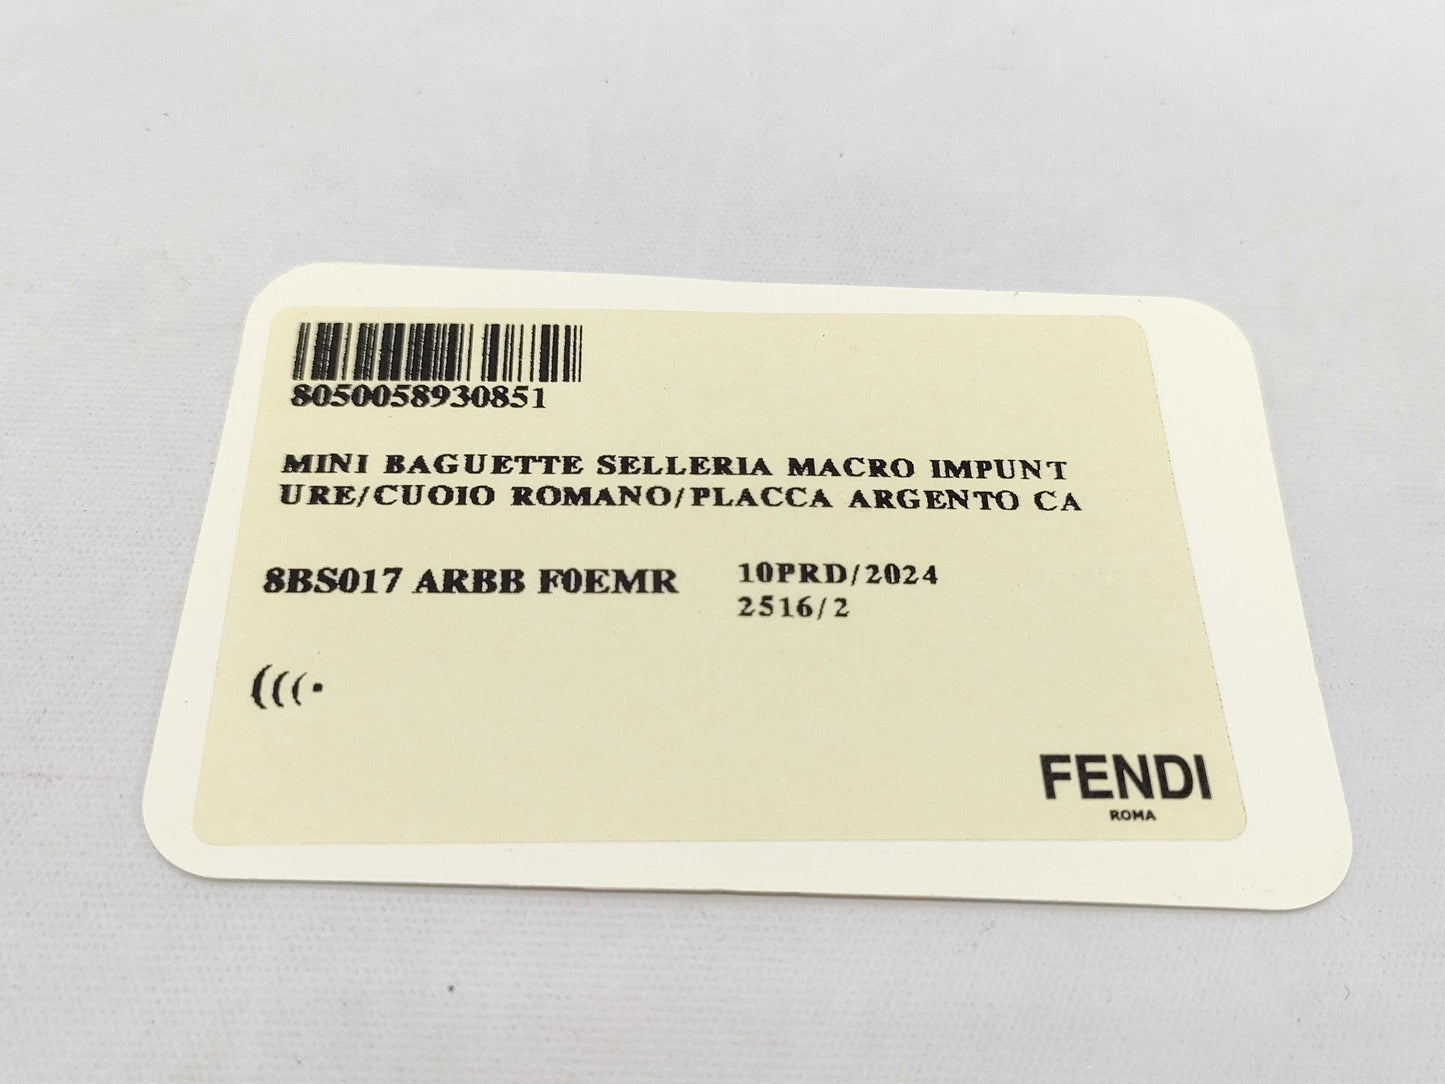 8050058930851
MINI BAGUETTE SELLERIA MACRO IMPUNT
URE/CUOIO ROMANO/PLACCA ARGENTO CA
8BS017 ARBB F0EMR
10PRD/2024
2516/2
(((·
FENDI
ROMA